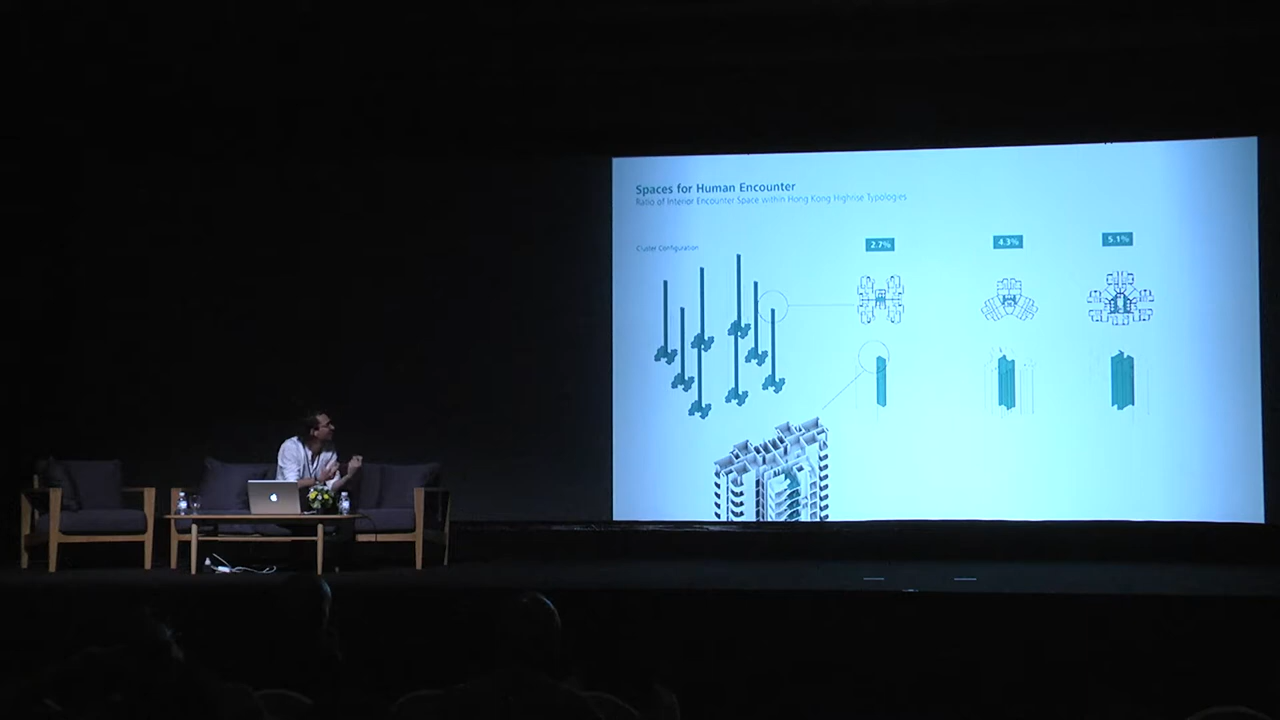 Spaces for Human Encounter
Ratio of Interior Encounter Space within Hong Kong Highrise Typologies
Cluster Configuration
2.7%
4.3%
5.1%